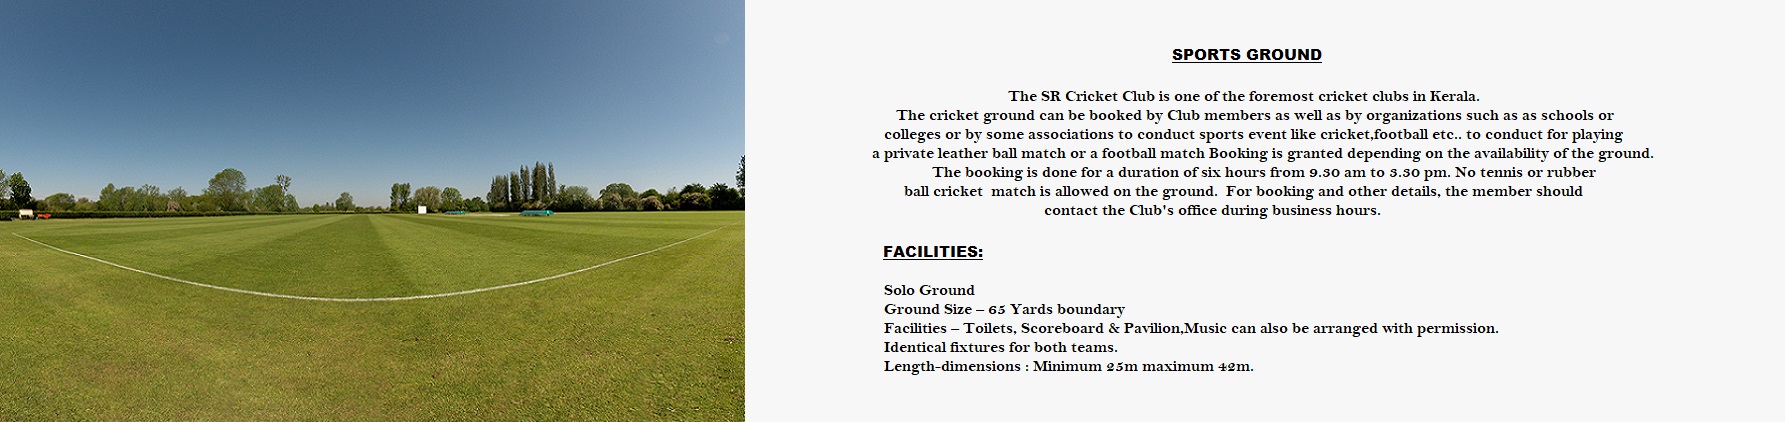 SPORTS GROUND
The SR Cricket Club is one of the foremost cricket clubs in Kerala.
The cricket ground can be booked by Club members as well as by organizations such as as schools or
colleges or by some associations to conduct sports event like cricket,football etc.. to conduct for playing
a private leather ball match or a football match Booking is granted depending on the availability of the ground.
The booking is done for a duration of six hours from 9.30 am to 3.30 pm. No tennis or rubber
ball cricket  match is allowed on the ground.  For booking and other details, the member should
contact the Club's office during business hours.
FACILITIES:
Solo Ground
Ground Size – 65 Yards boundary
Facilities – Toilets, Scoreboard & Pavilion,Music can also be arranged with permission.
Identical fixtures for both teams.
Length-dimensions : Minimum 25m maximum 42m.